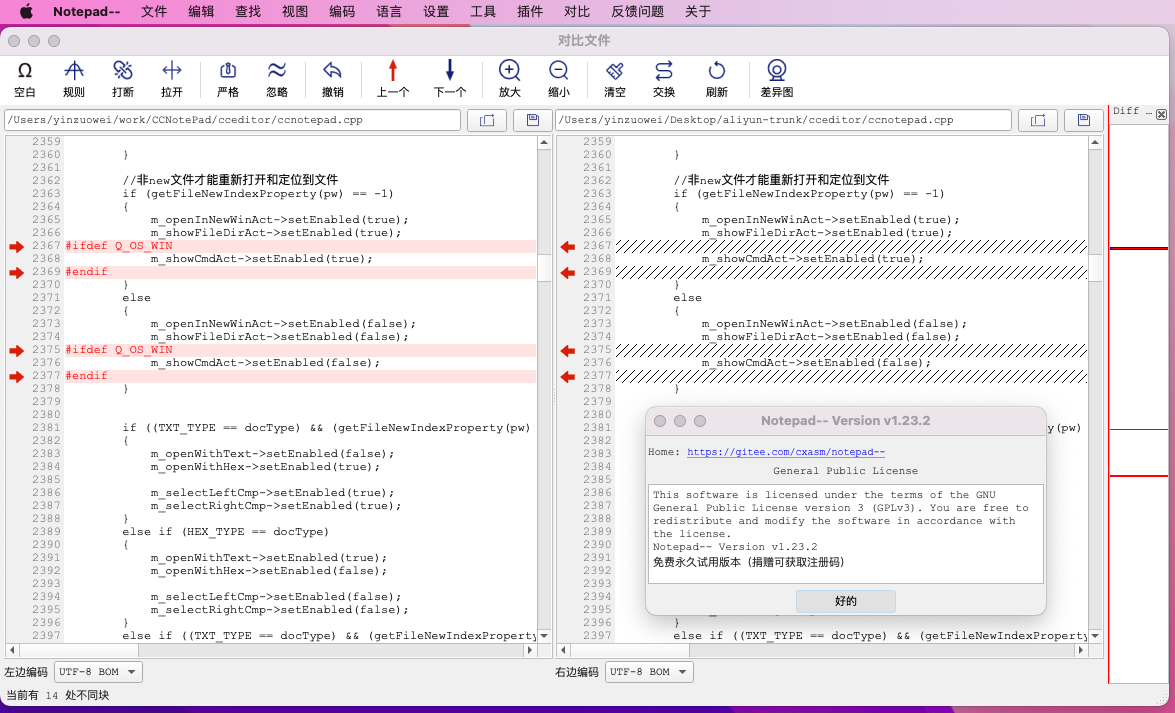 Notepad-- 文件 编辑 查找 视图 编码 语言 设置 工具 插件 对比 反馈问题 关于
对比文件
空白 规则 打断 拉开 严格 忽略 撤销 上一个 下一个 放大 缩小 清空 交换 刷新 差异图
/Users/yinzuowei/work/CCNotePad/cceditor/ccnotepad.cpp
2359
2360 }
2361
2362 //非new文件才能重新打开和定位到文件
2363 if (getFileNewIndexProperty(pw) == -1)
2364 {
2365 m_openInNewWinAct->setEnabled(true);
2366 m_showFileDirAct->setEnabled(true);
2367 #ifdef Q_OS_WIN
2368 m_showCmdAct->setEnabled(true);
2369 #endif
2370 }
2371 else
2372 {
2373 m_openInNewWinAct->setEnabled(false);
2374 m_showFileDirAct->setEnabled(false);
2375 #ifdef Q_OS_WIN
2376 m_showCmdAct->setEnabled(false);
2377 #endif
2378 }
2379
2380
2381 if ((TXT_TYPE == docType) && (getFileNewIndexProperty(pw)
2382 {
2383 m_openWithText->setEnabled(false);
2384 m_openWithHex->setEnabled(true);
2385
2386 m_selectLeftCmp->setEnabled(true);
2387 m_selectRightCmp->setEnabled(true);
2388 }
2389 else if (HEX_TYPE == docType)
2390 {
2391 m_openWithText->setEnabled(true);
2392 m_openWithHex->setEnabled(false);
2393
2394 m_selectLeftCmp->setEnabled(false);
2395 m_selectRightCmp->setEnabled(false);
2396 }
2397 else if ((TXT_TYPE == docType) && (getFileNewIndexProperty
左边编码 UTF-8 BOM
/Users/yinzuowei/Desktop/aliyun-trunk/cceditor/ccnotepad.cpp
2359
2360 }
2361
2362 //非new文件才能重新打开和定位到文件
2363 if (getFileNewIndexProperty(pw) == -1)
2364 {
2365 m_openInNewWinAct->setEnabled(true);
2366 m_showFileDirAct->setEnabled(true);
2367
2368 m_showCmdAct->setEnabled(true);
2369
2370 }
2371 else
2372 {
2373 m_openInNewWinAct->setEnabled(false);
2374 m_showFileDirAct->setEnabled(false);
2375
2376 m_showCmdAct->setEnabled(false);
2377
2378 }
2379
2380
2381 y(pw)
2382
2383
2384
2385
2386
2387
2388
2389
2390
2391
2392
2393
2394
2395
2396 }
2397 else if ((TXT_TYPE == docType) && (getFileNewIndexProperty
右边编码 UTF-8 BOM
Diff …
Notepad-- Version v1.23.2
Home: https://gitee.com/cxasm/notepad--
General Public License
This software is licensed under the terms of the GNU
General Public License version 3 (GPLv3). You are free to
redistribute and modify the software in accordance with
the license.
Notepad-- Version v1.23.2
免费永久试用版本（捐赠可获取注册码）
好的
当前有 14 处不同块